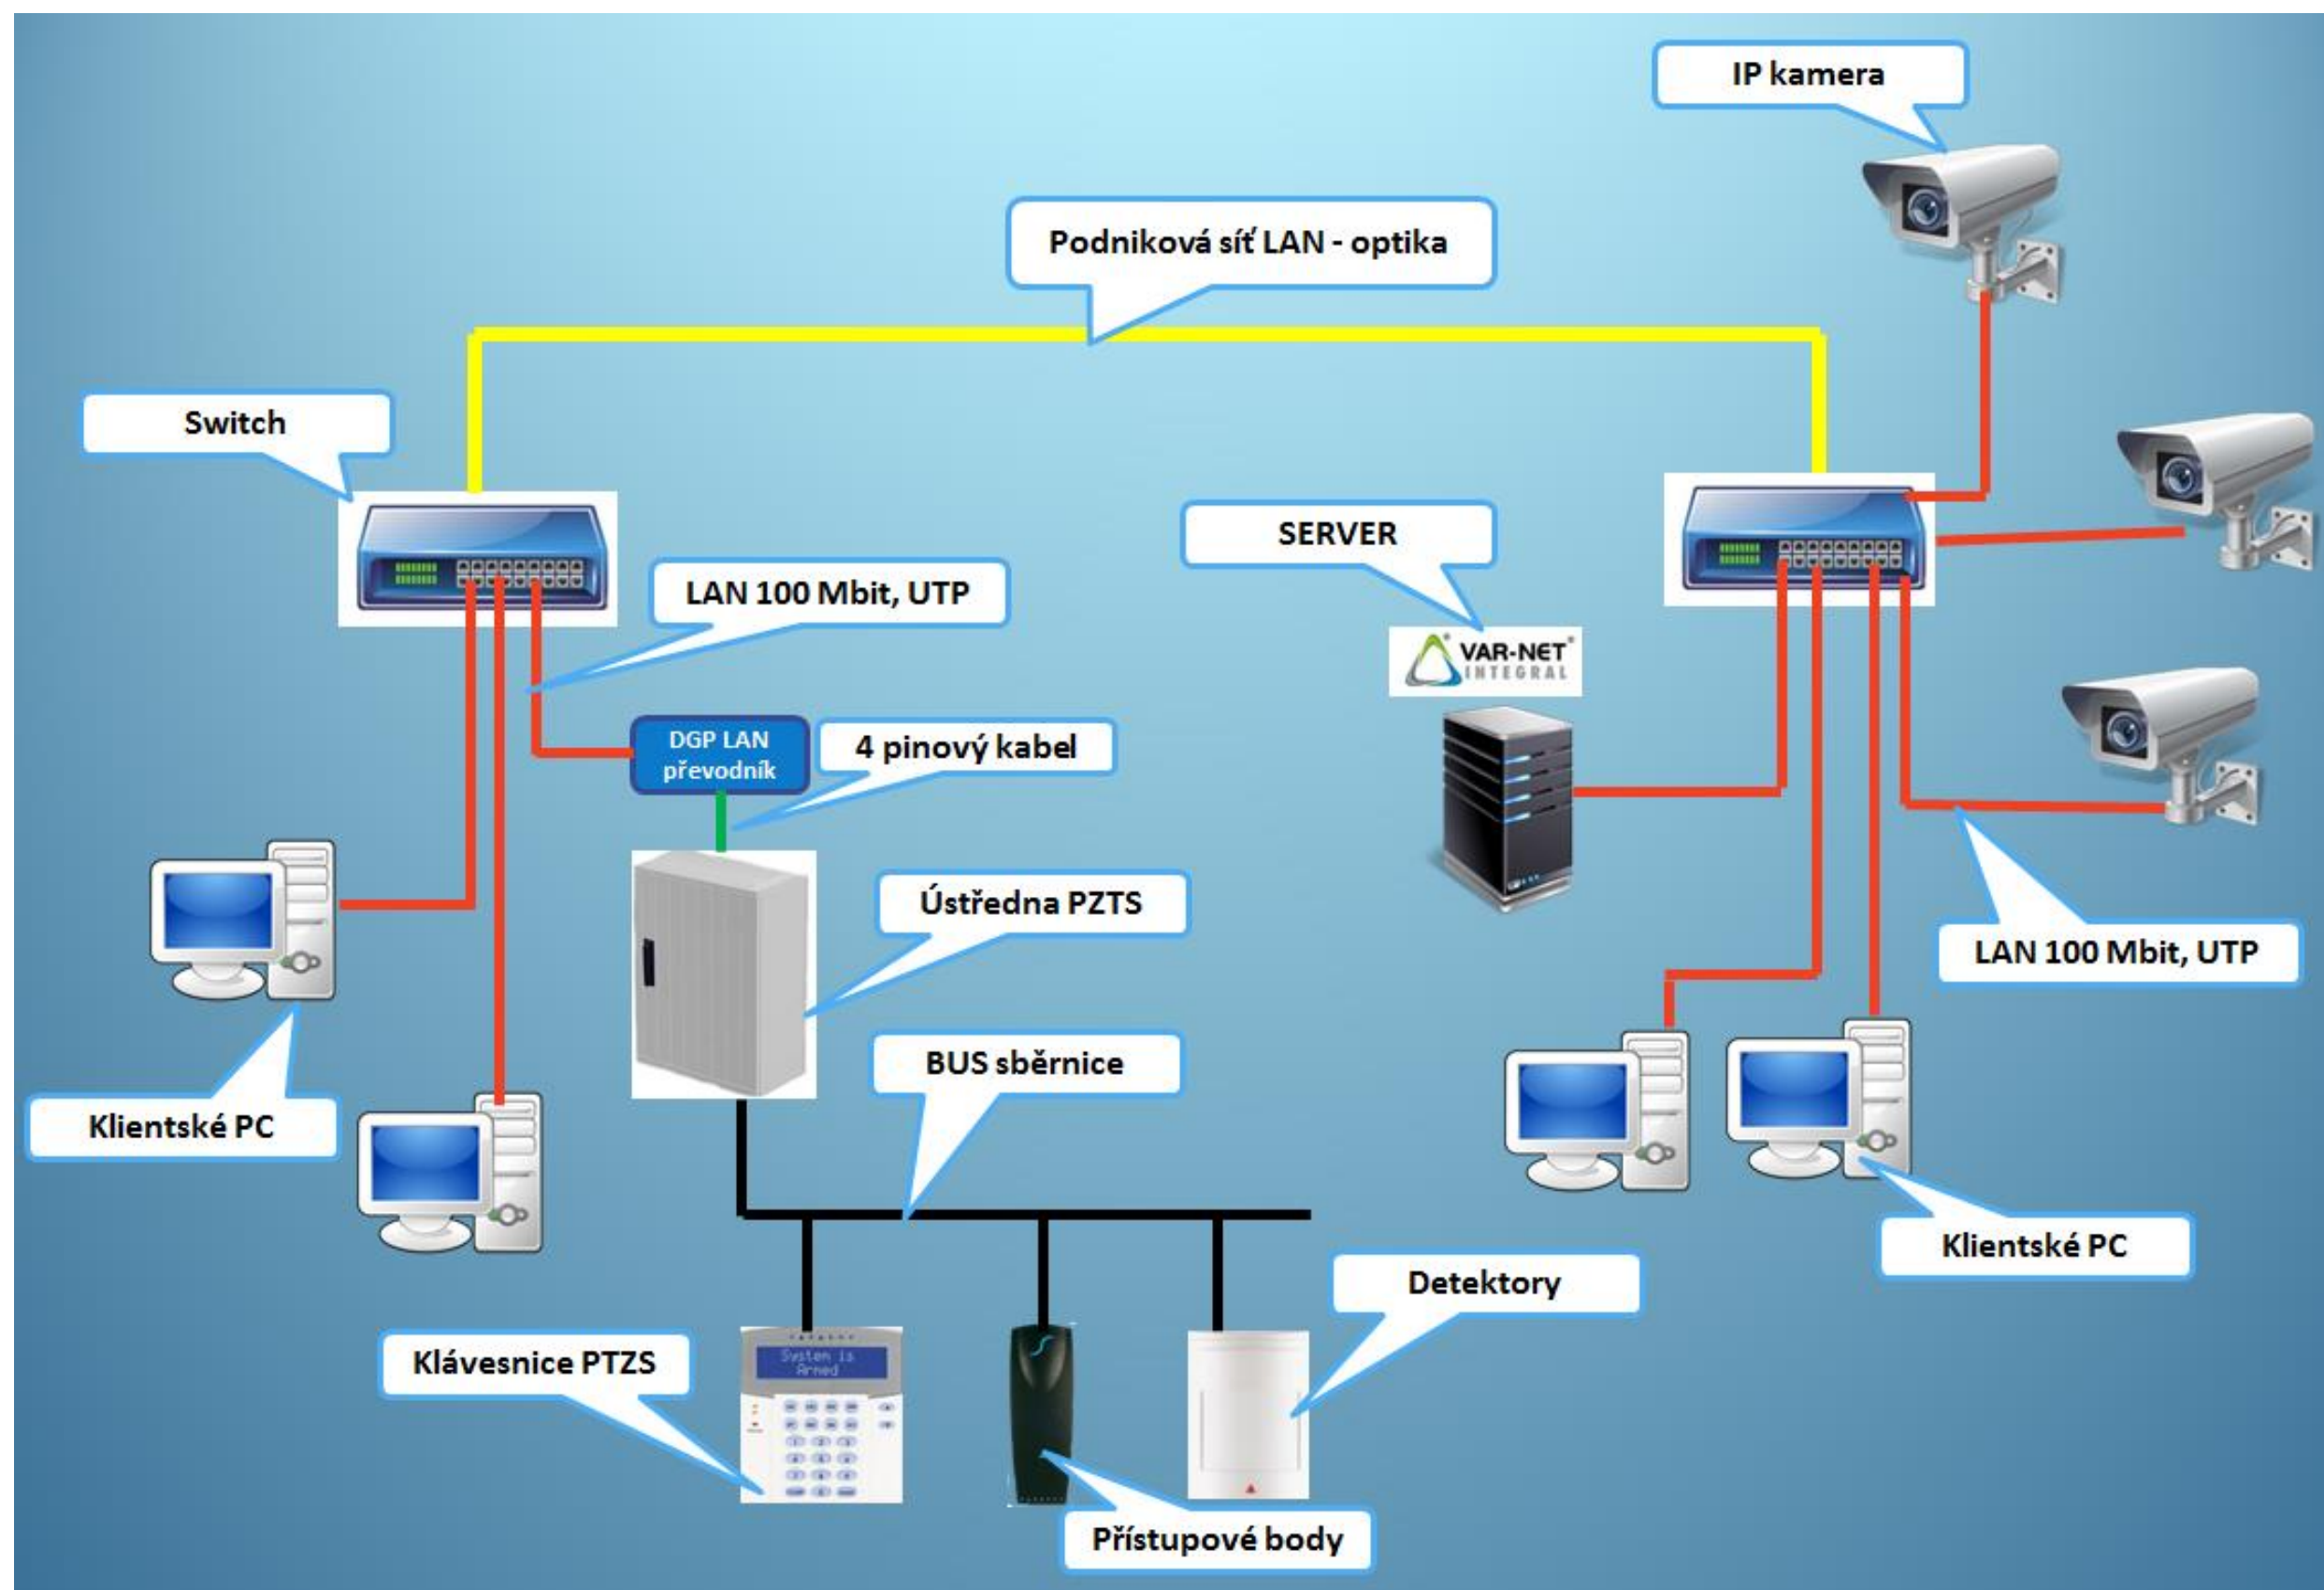 IP kamera
Podniková síť LAN - optika
Switch
SERVER
LAN 100 Mbit, UTP
VAR-NET
INTEGRAL
DGP LAN
převodník
4 pinový kabel
Ústředna PZTS
LAN 100 Mbit, UTP
BUS sběrnice
Klientské PC
Klientské PC
Detektory
Klávesnice PTZS
System is
Armed
Přístupové body